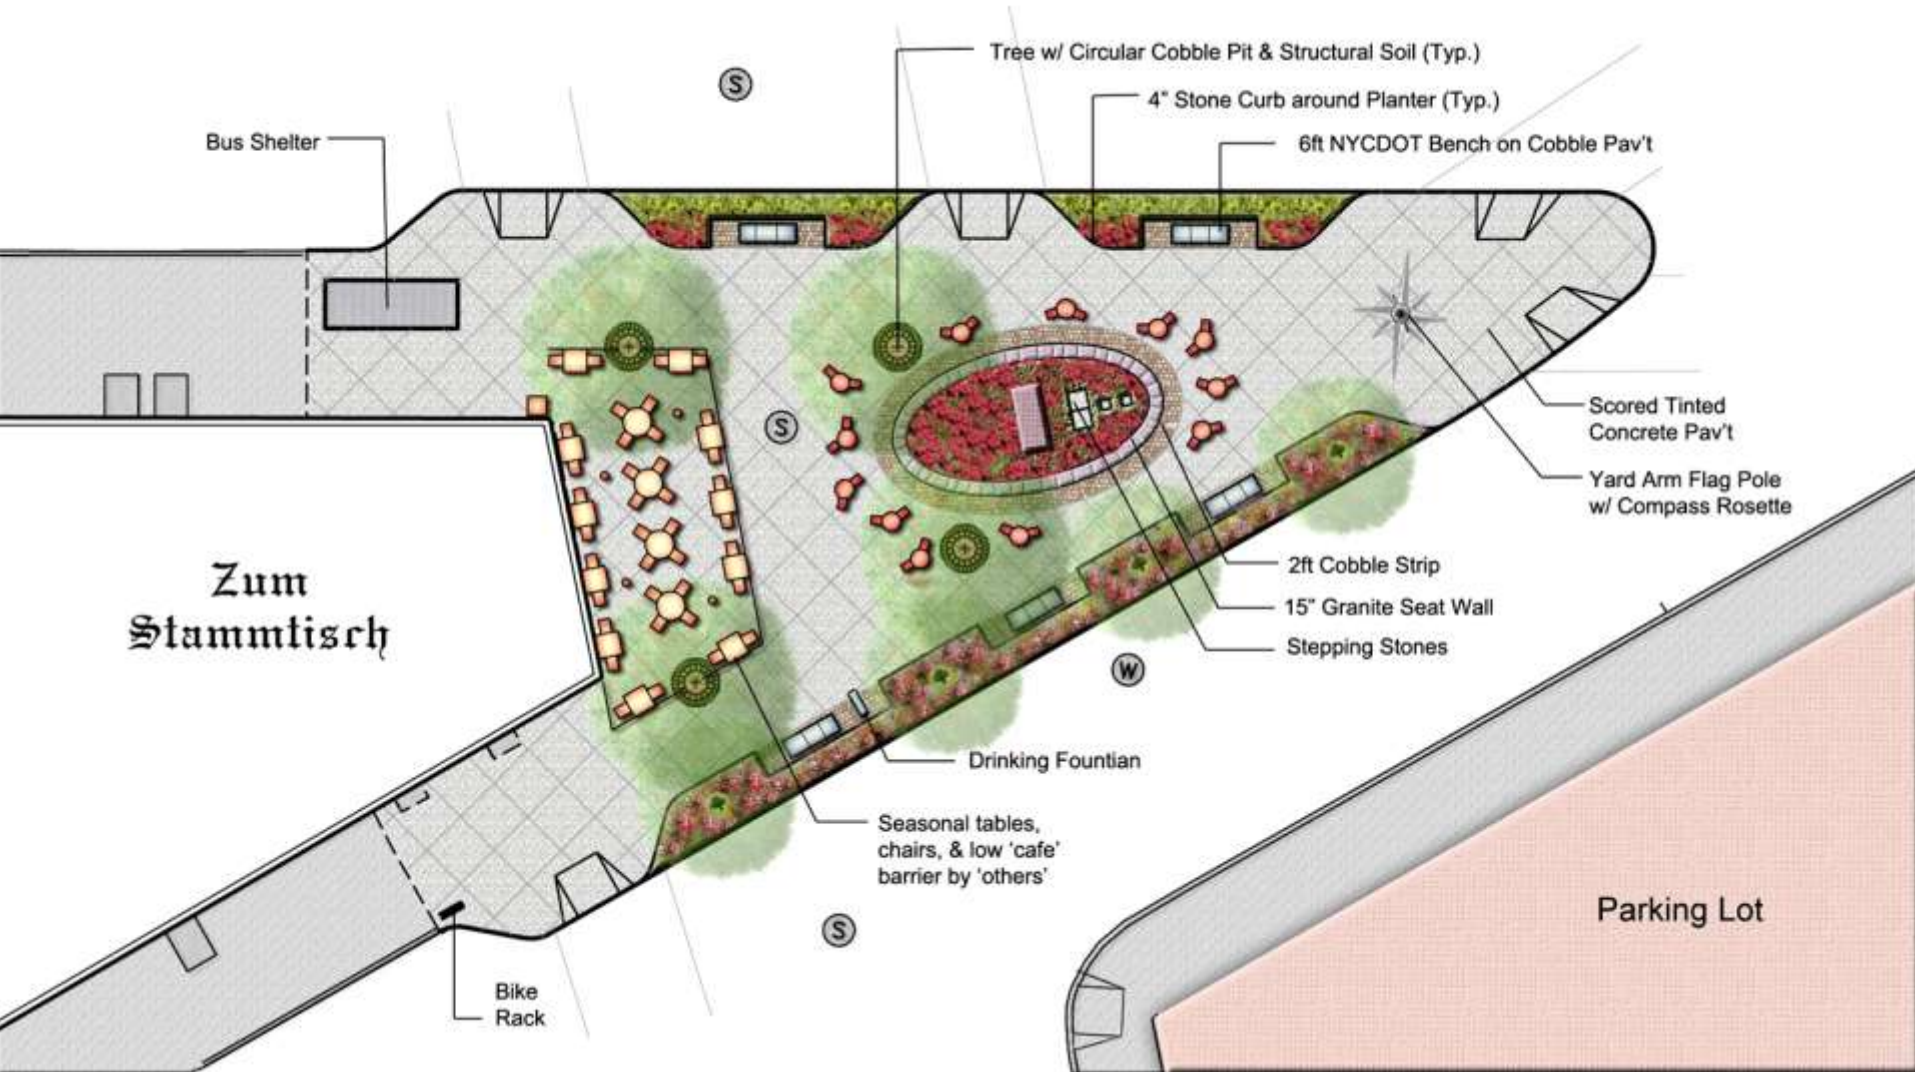 Tree w/ Circular Cobble Pit & Structural Soil (Typ.)
S
4" Stone Curb around Planter (Typ.)
Bus Shelter
6ft NYCDOT Bench on Cobble Pav't
Scored Tinted
Concrete Pav't
S
Yard Arm Flag Pole
w/ Compass Rosette
2ft Cobble Strip
Zum
Stammtisch
15" Granite Seat Wall
Stepping Stones
W
Drinking Fountian
Seasonal tables,
chairs, & low 'cafe'
barrier by 'others'
Parking Lot
S
Bike
Rack